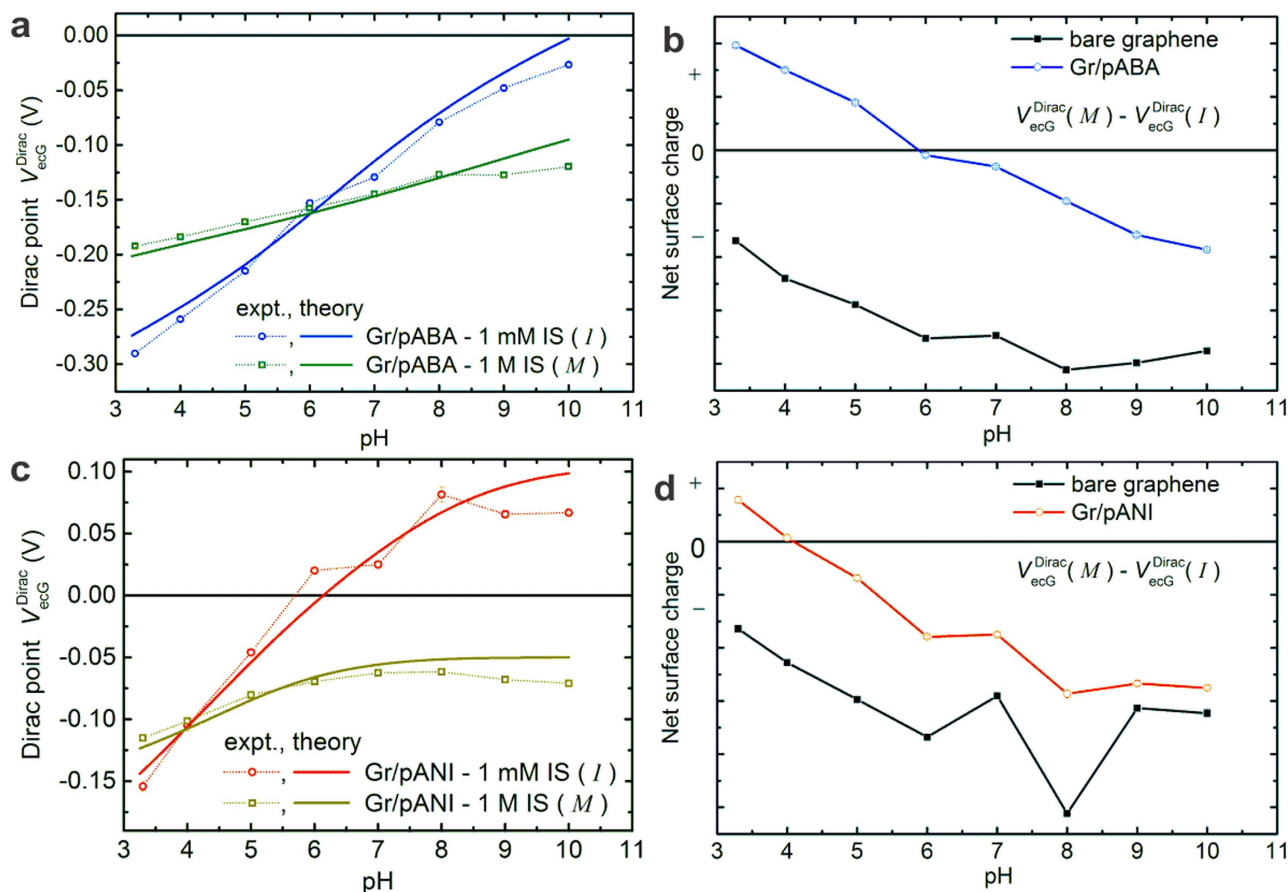 a
0.00
-0.05
-0.10
-0.15
-0.20
-0.25
-0.30
Dirac point V_ecG^Dirac (V)
expt., theory
, Gr/pABA - 1 mM IS (I)
, Gr/pABA - 1 M IS (M)
3 4 5 6 7 8 9 10 11
pH
b
bare graphene
Gr/pABA
V_ecG^Dirac(M) - V_ecG^Dirac(I)
+
0
−
Net surface charge
3 4 5 6 7 8 9 10 11
pH
c
0.10
0.05
0.00
-0.05
-0.10
-0.15
Dirac point V_ecG^Dirac (V)
expt., theory
, Gr/pANI - 1 mM IS (I)
, Gr/pANI - 1 M IS (M)
3 4 5 6 7 8 9 10 11
pH
d
bare graphene
Gr/pANI
V_ecG^Dirac(M) - V_ecG^Dirac(I)
+
0
−
Net surface charge
3 4 5 6 7 8 9 10 11
pH